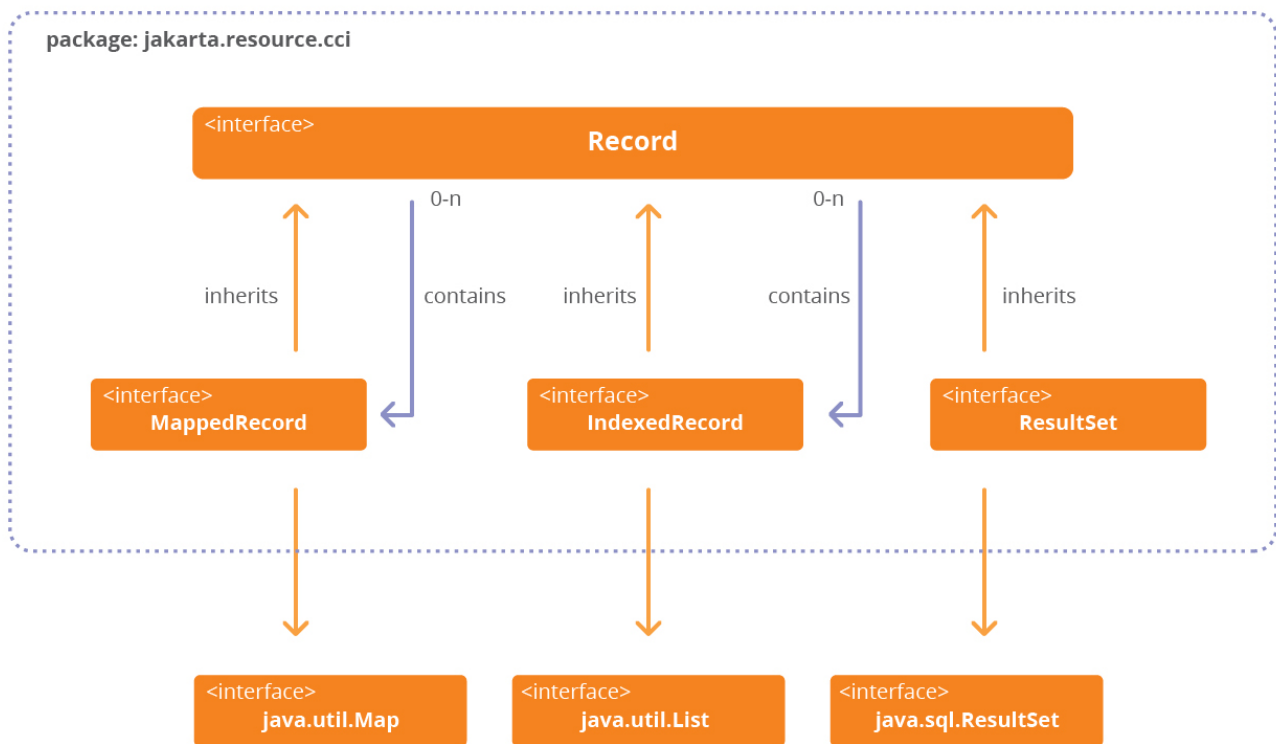 package: jakarta.resource.cci
<interface>
Record
0-n
0-n
inherits
contains
inherits
contains
inherits
<interface>
MappedRecord
<interface>
IndexedRecord
<interface>
ResultSet
<interface>
java.util.Map
<interface>
java.util.List
<interface>
java.sql.ResultSet